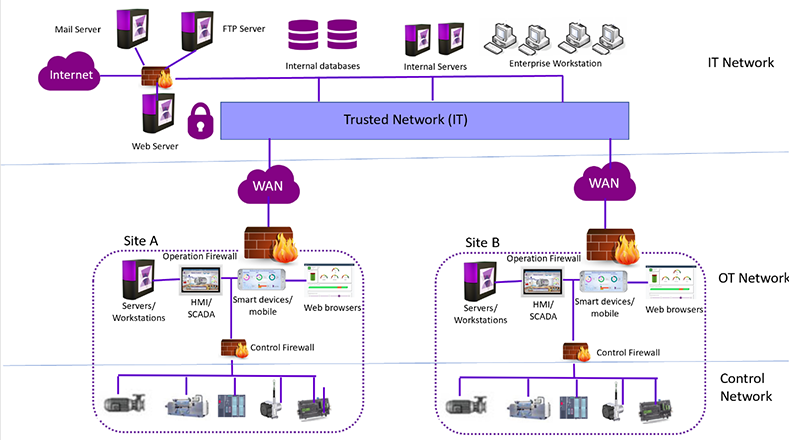 Mail Server
FTP Server
Internet
Internal databases
Internal Servers
Enterprise Workstation
IT Network
Web Server
Trusted Network (IT)
WAN
WAN
Site A
Operation Firewall
Servers/
Workstations
HMI/
SCADA
Smart devices/
mobile
Web browsers
Control Firewall
Site B
Operation Firewall
Servers/
Workstations
HMI/
SCADA
Smart devices/
mobile
Web browsers
Control Firewall
OT Network
Control
Network